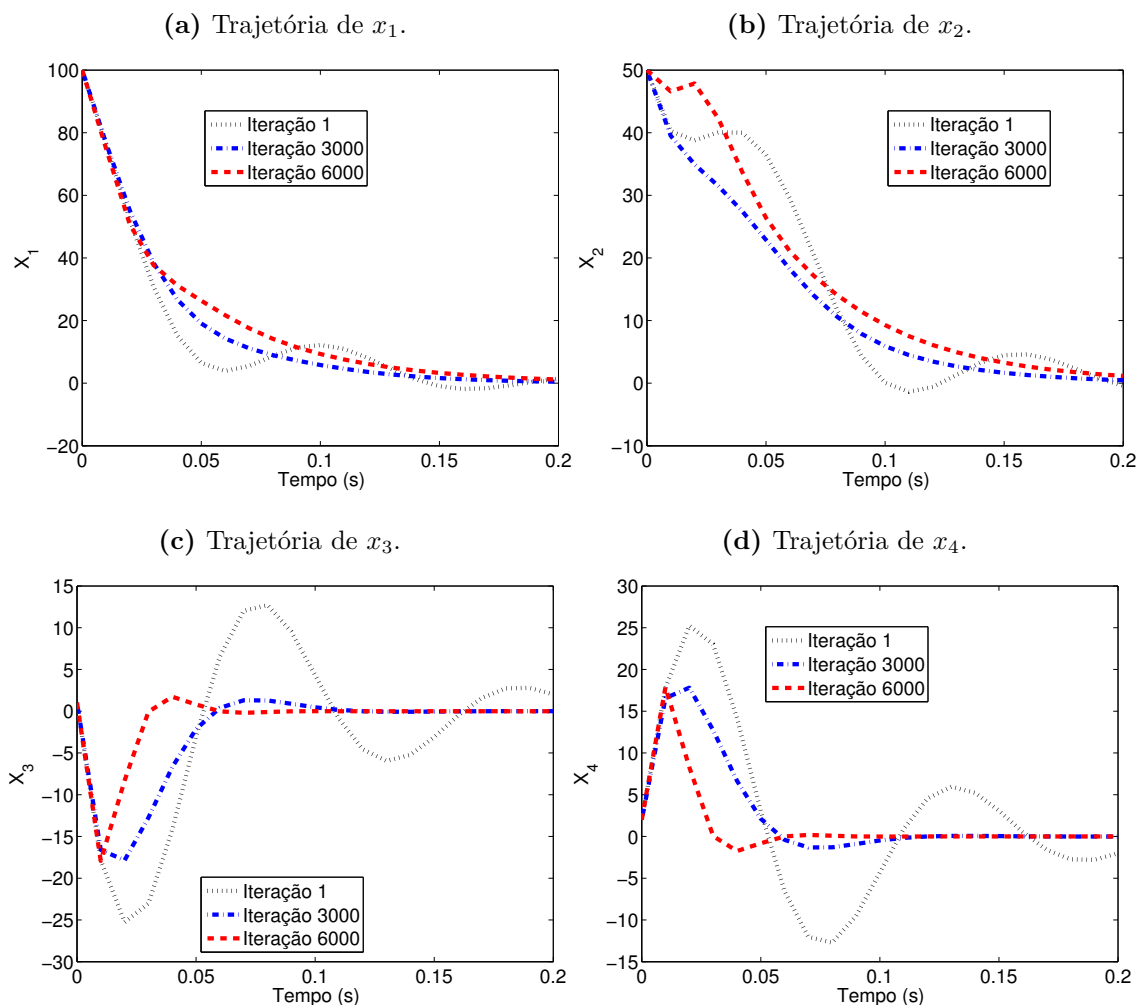 (a) Trajetória de x1.
100
80
60
40
20
0
−20
X1
0
0.05
0.1
0.15
0.2
Tempo (s)
Iteração 1
Iteração 3000
Iteração 6000
(b) Trajetória de x2.
50
40
30
20
10
0
−10
X2
0
0.05
0.1
0.15
0.2
Tempo (s)
Iteração 1
Iteração 3000
Iteração 6000
(c) Trajetória de x3.
15
10
5
0
−5
−10
−15
−20
−25
−30
X3
0
0.05
0.1
0.15
0.2
Tempo (s)
Iteração 1
Iteração 3000
Iteração 6000
(d) Trajetória de x4.
30
25
20
15
10
5
0
−5
−10
−15
X4
0
0.05
0.1
0.15
0.2
Tempo (s)
Iteração 1
Iteração 3000
Iteração 6000